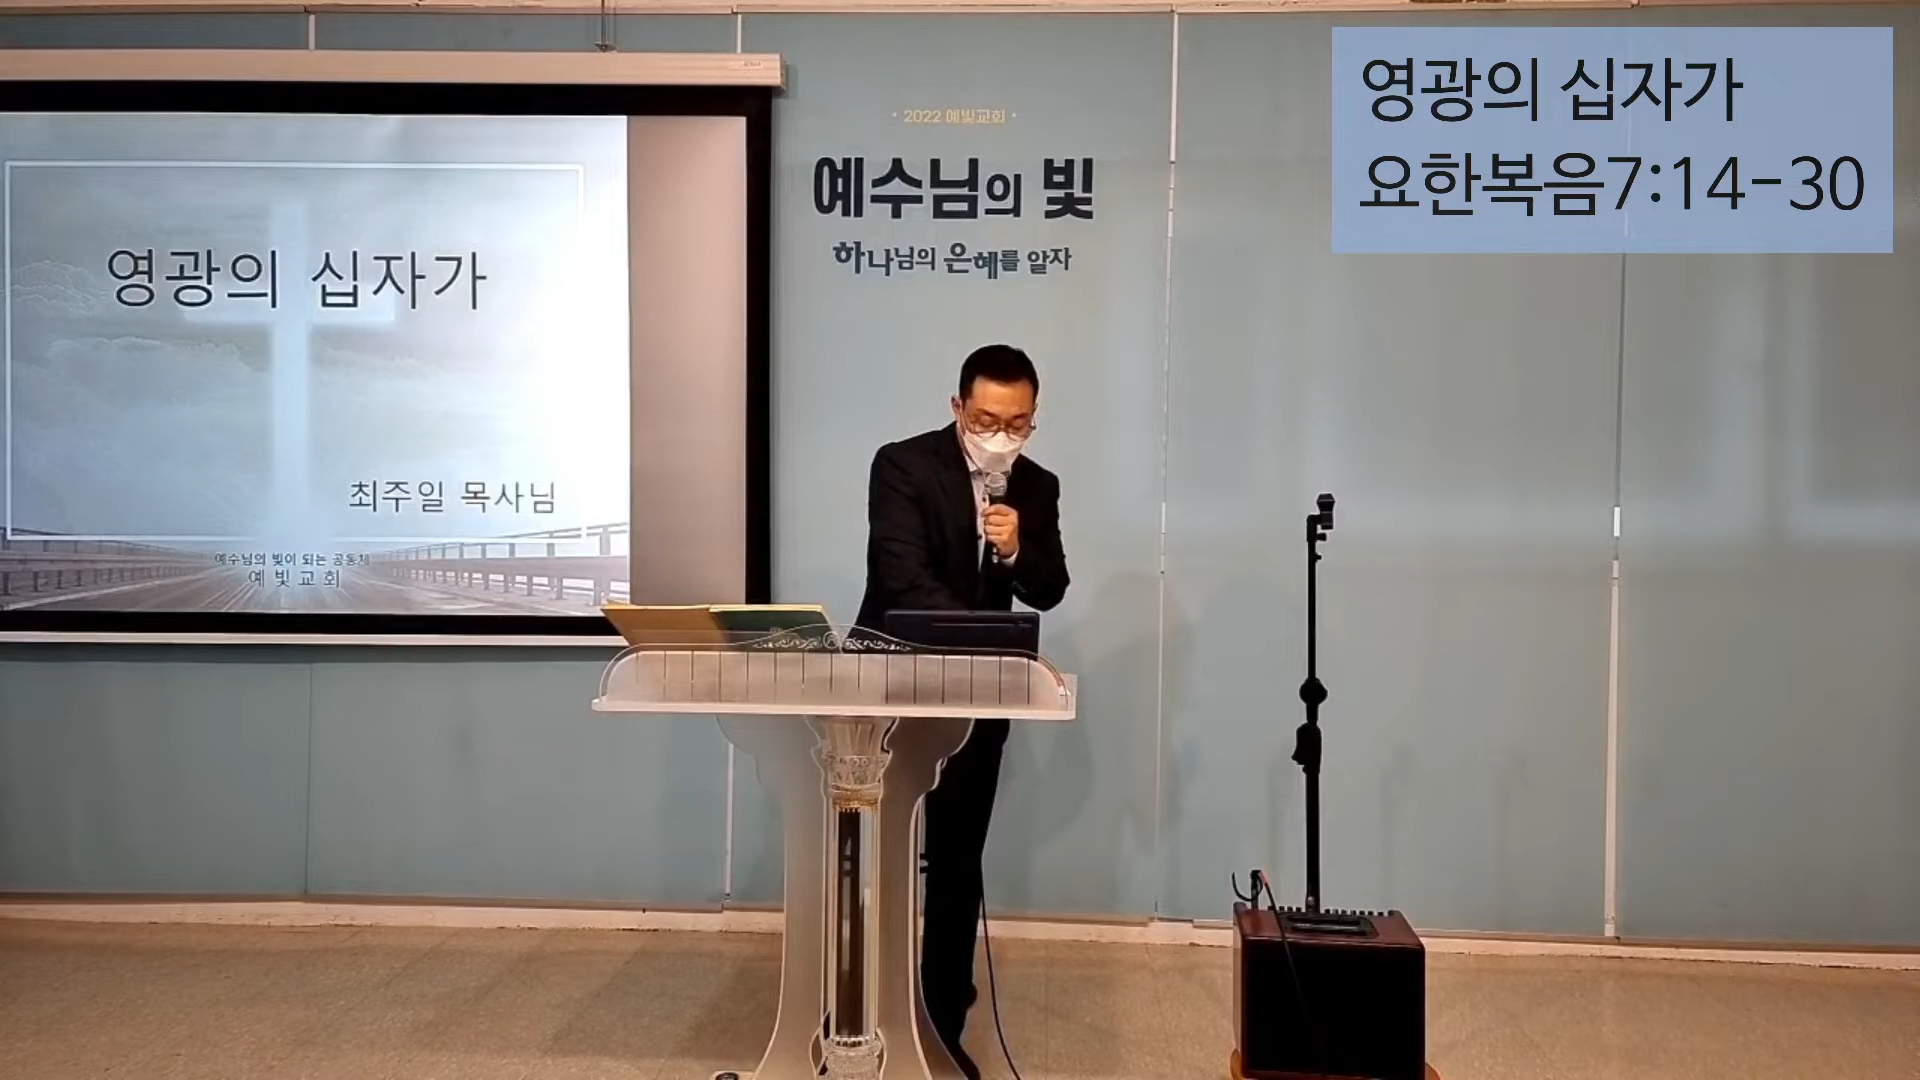 영광의 십자가
요한복음7:14-30
· 2022 예빛교회 ·
예수님의 빛
하나님의 은혜를 알자
영광의 십자가
최주일 목사님
예수님의 빛이 되는 공동체
예빛교회